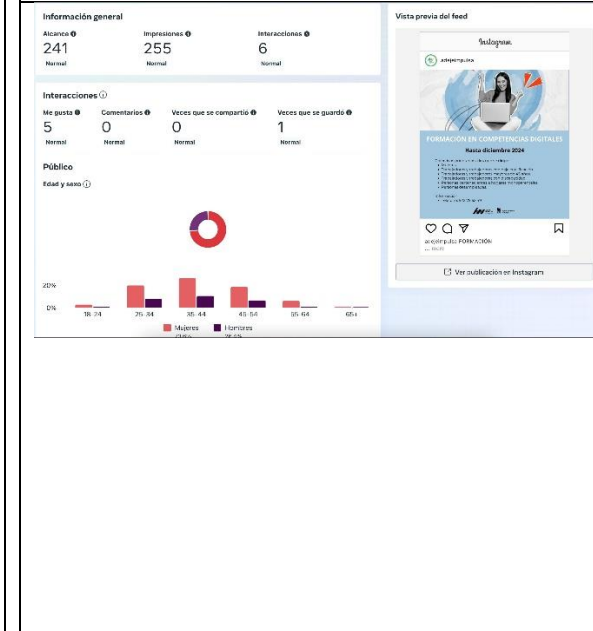 Información general
Alcance
241
Normal
Impresiones
255
Normal
Interacciones
6
Normal
Interacciones
Me gusta
5
Normal
Comentarios
0
Normal
Veces que se compartió
0
Normal
Veces que se guardó
1
Normal
Público
Edad y sexo
20%
0%
18-24
25-34
35-44
45-54
55-64
65+
Mujeres
Hombres
Vista previa del feed
Instagram
adejeimpulsa
FORMACIÓN EN COMPETENCIAS DIGITALES
Hasta diciembre 2024
adejeimpulsa FORMACIÓN
Ver publicación en Instagram